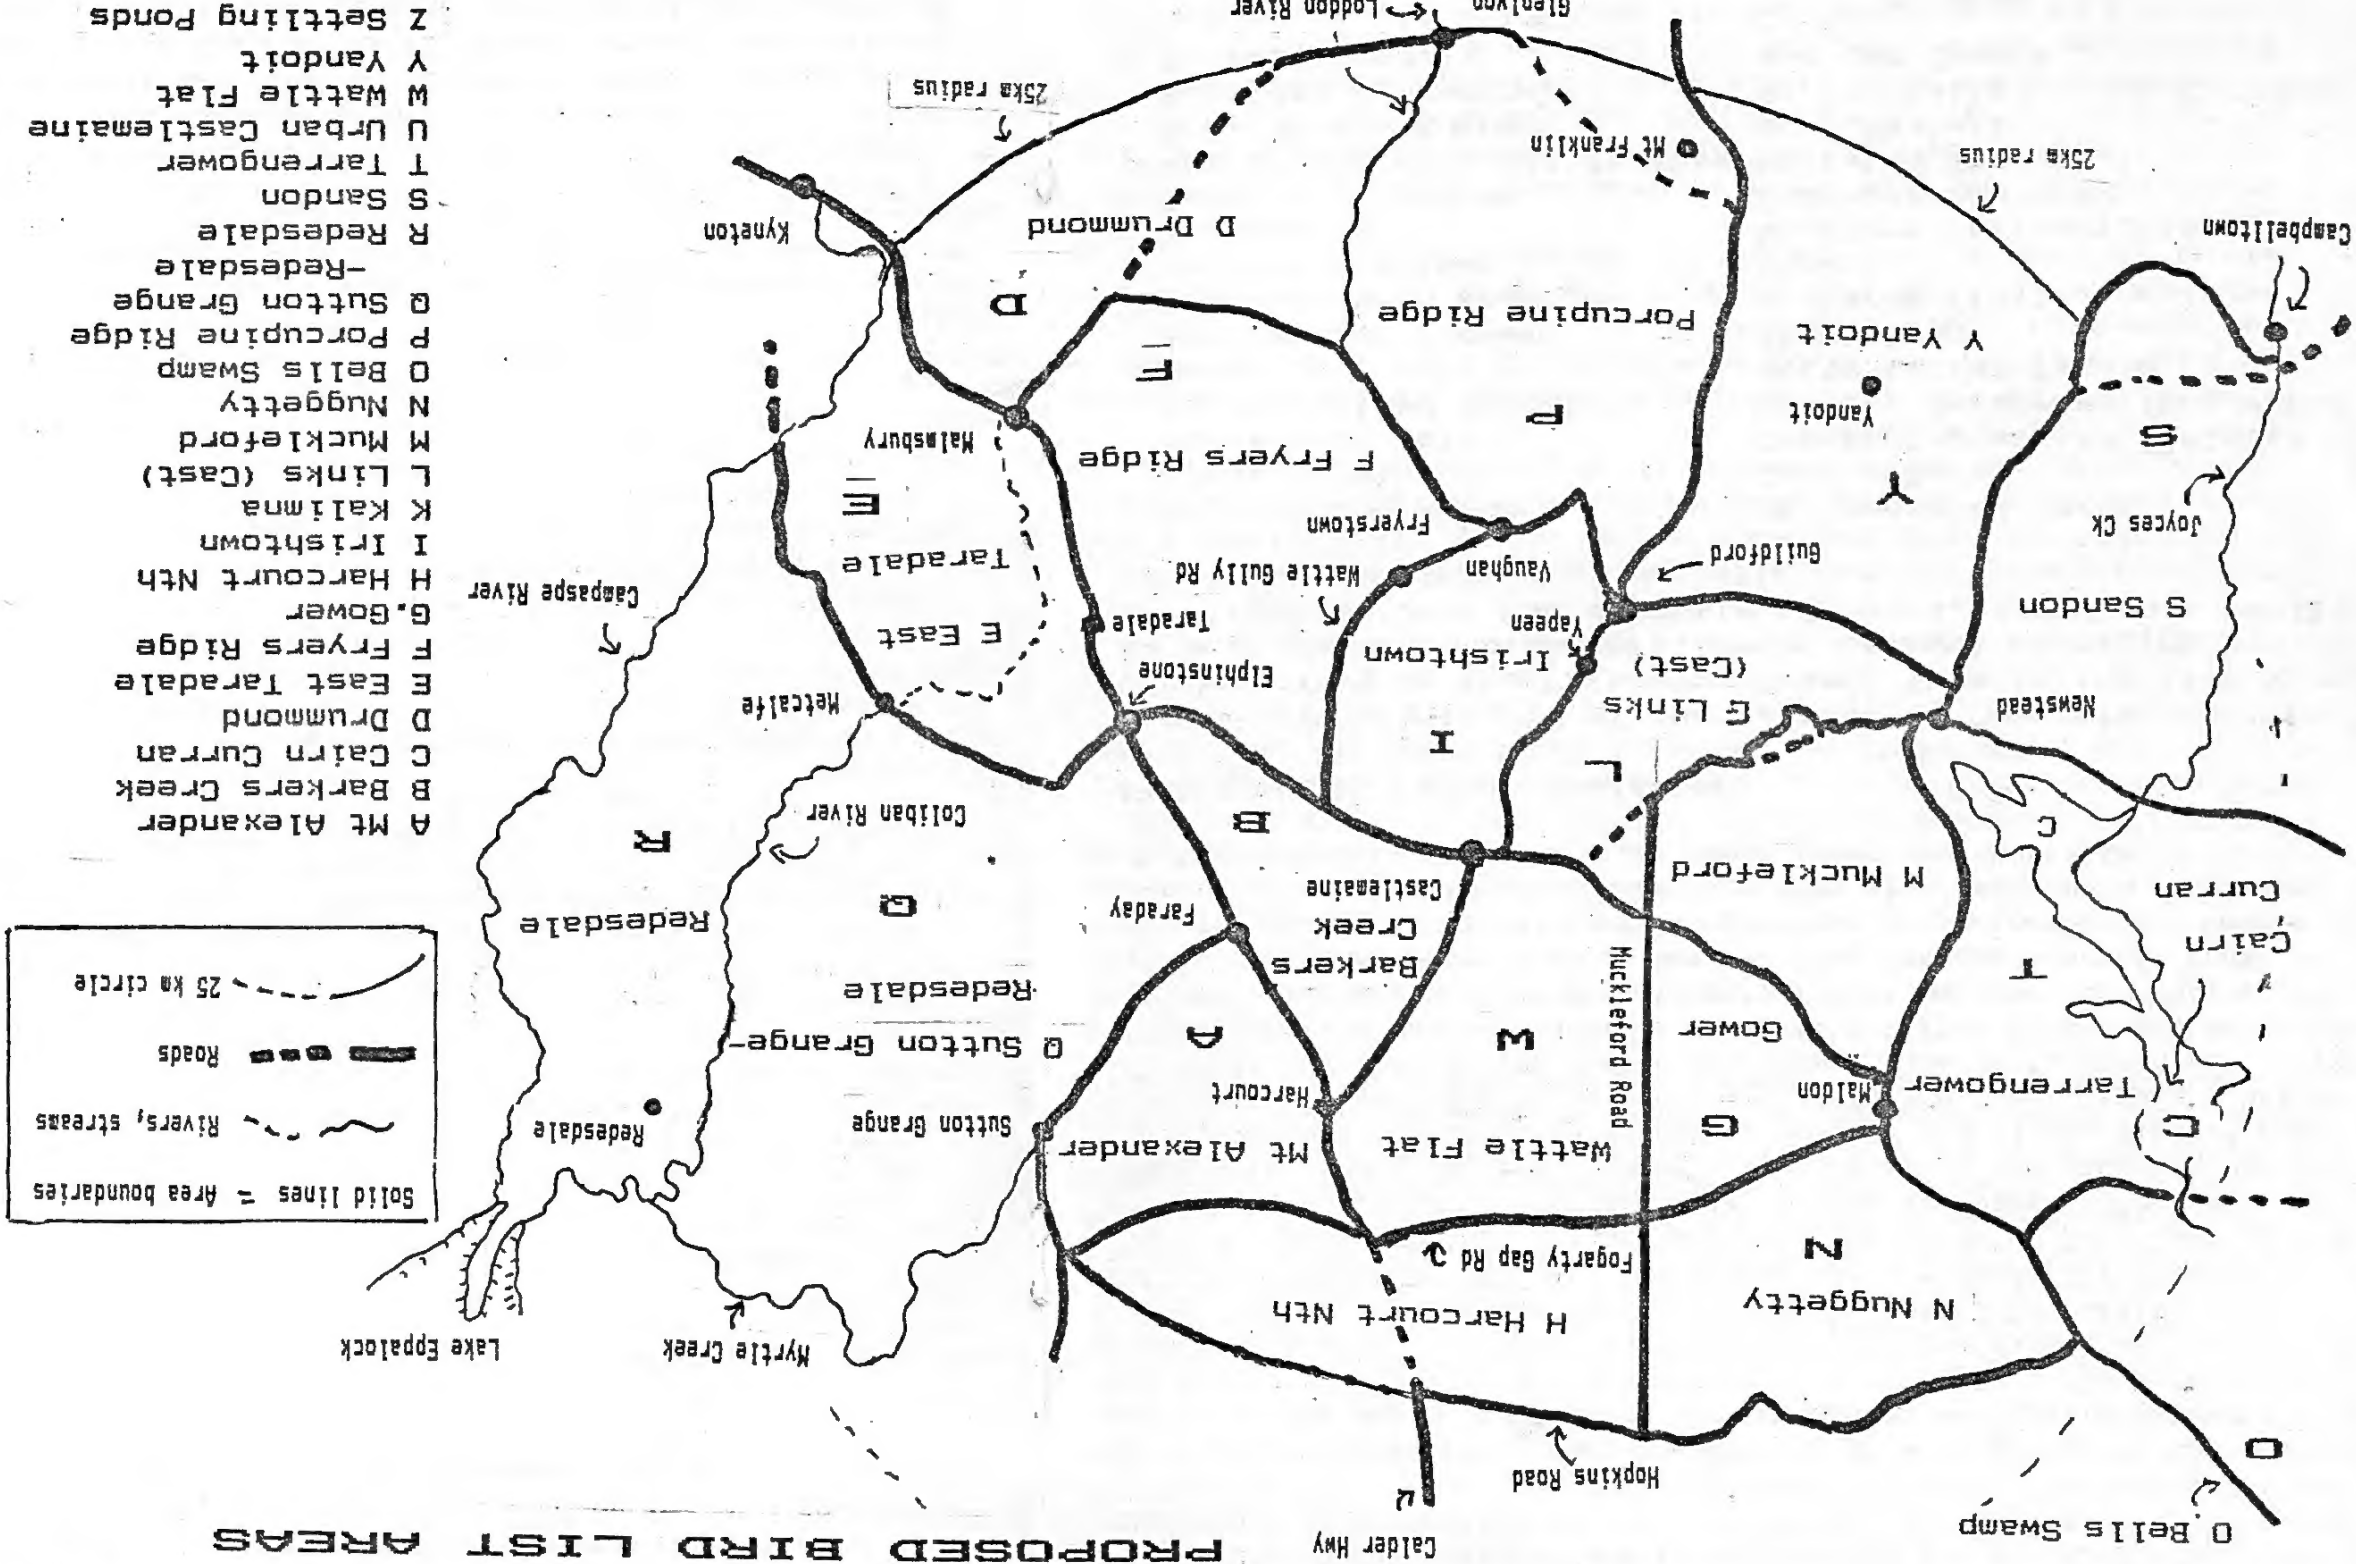 PROPOSED BIRD LIST AREAS
Calder Hwy
O Bells Swamp
O
Hopkins Road
Myrtle Creek
Lake Eppalock
N Nuggetty
N
H Harcourt Nth
Fogarty Gap Rd
Solid lines = Area boundaries
Rivers, streams
Roads
25 km circle
C
Tarrengower
T
Maldon
G
Gower
Muckleford Road
Wattle Flat
W
Mt Alexander
Harcourt
A
Sutton Grange
Q Sutton Grange-
Redesdale
Q
Redesdale
Redesdale
R
Cairn
Curran
C
M Muckleford
Barkers
Creek
Castlemaine
B
Faraday
Coliban River
Metcalfe
Campaspe River
Newstead
L
G Links
(Cast)
I
Irishtown
Yapeen
Elphinstone
Taradale
E East
Taradale
E
S Sandon
S
Joyces Ck
Guildford
Vaughan
Wattle Gully Rd
Fryerstown
F Fryers Ridge
F
Malmsbury
Y
Yandoit
Y Yandoit
P
Porcupine Ridge
D
D Drummond
Kyneton
Campbelltown
25km radius
Mt Franklin
25km radius
Glenlyon
Loddon River
A Mt Alexander
B Barkers Creek
C Cairn Curran
D Drummond
E East Taradale
F Fryers Ridge
G.Gower
H Harcourt Nth
I Irishtown
K Kalimna
L Links (Cast)
M Muckleford
N Nuggetty
O Bells Swamp
P Porcupine Ridge
Q Sutton Grange
-Redesdale
R Redesdale
S Sandon
T Tarrengower
U Urban Castlemaine
W Wattle Flat
Y Yandoit
Z Settling Ponds